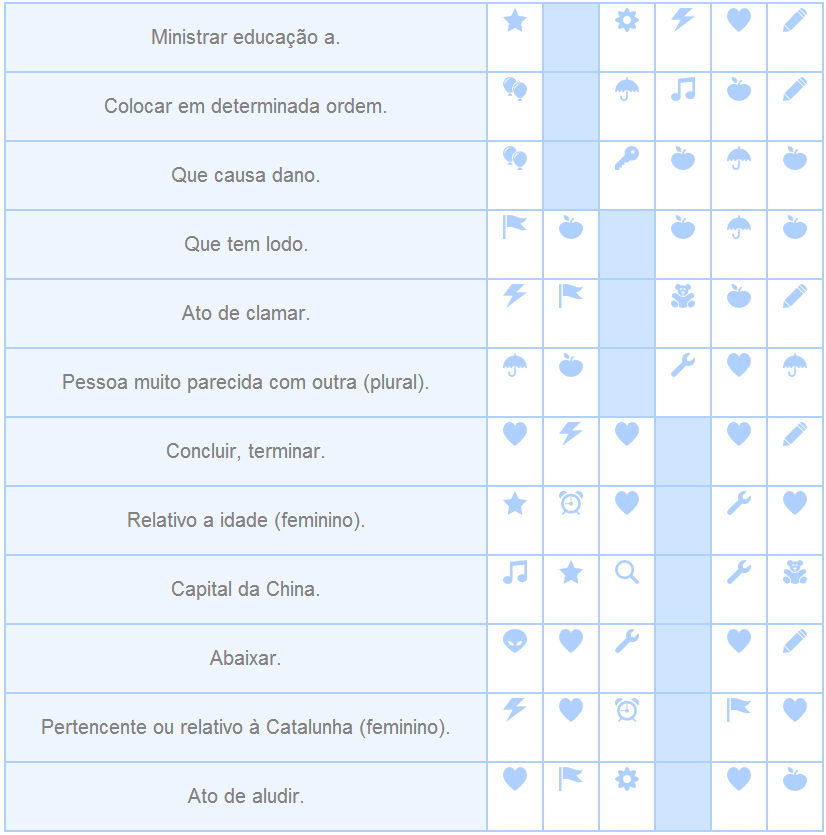 Ministrar educação a.
Colocar em determinada ordem.
Que causa dano.
Que tem lodo.
Ato de clamar.
Pessoa muito parecida com outra (plural).
Concluir, terminar.
Relativo a idade (feminino).
Capital da China.
Abaixar.
Pertencente ou relativo à Catalunha (feminino).
Ato de aludir.